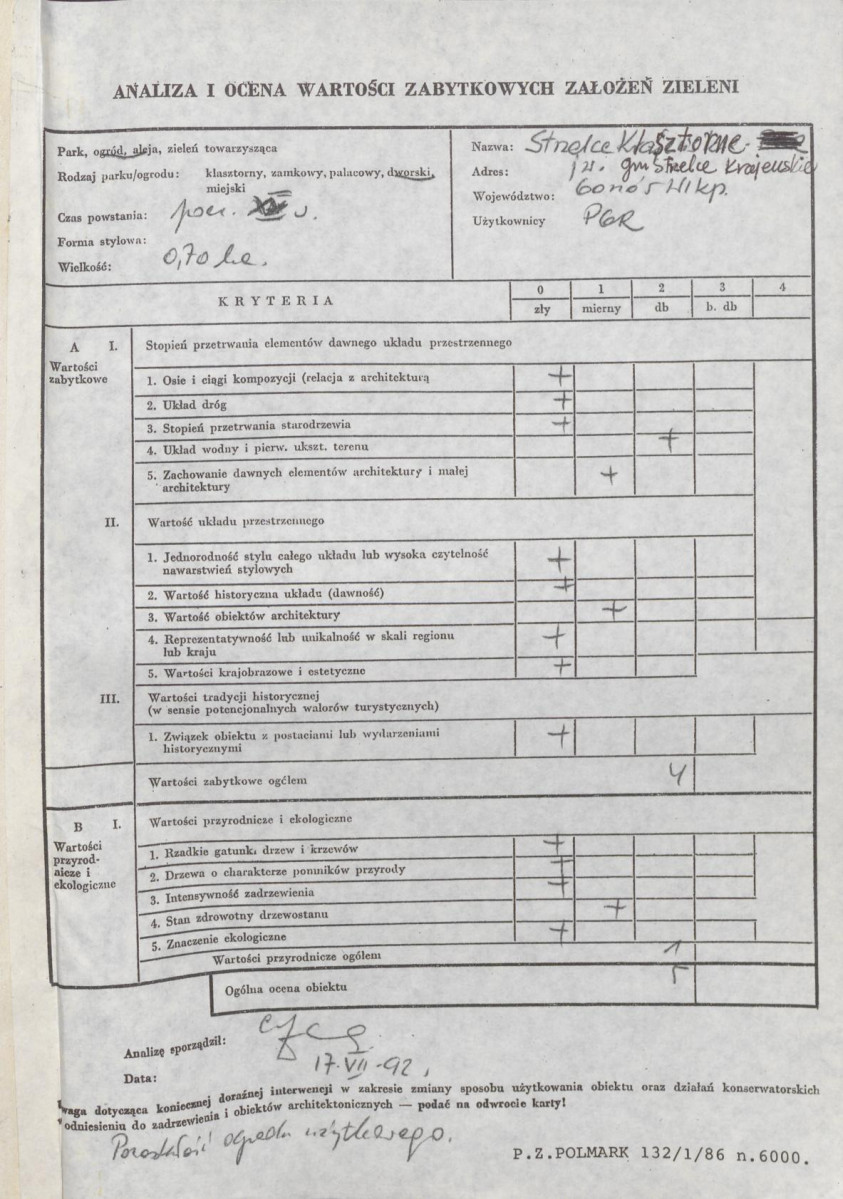 ANALIZA I OCENA WARTOŚCI ZABYTKOWYCH ZAŁOŻEŃ ZIELENI
Park, ogród, aleja, zieleń towarzysząca
Rodzaj parku/ogrodu: klasztorny, zamkowy, pałacowy, dworski,
miejski
Czas powstania: pocz. w.
Forma stylowa:
Wielkość: 0,70 ha.
Nazwa: Strzelce Klasztorne
Adres: gm Strzelce Krajeńskie
Województwo: Gorzów Wlkp.
Użytkownicy PGR
KRYTERIA
0 1 2 3 4
zły mierny db b. db
A I. Stopień przetrwania elementów dawnego układu przestrzennego
Wartości
zabytkowe
1. Osie i ciągi kompozycji (relacja z architekturą +
2. Układ dróg +
3. Stopień przetrwania starodrzewia +
4. Układ wodny i pierw. ukszt. terenu +
5. Zachowanie dawnych elementów architektury i małej
architektury +
II. Wartość układu przestrzennego
1. Jednorodność stylu całego układu lub wysoka czytelność
nawarstwień stylowych +
2. Wartość historyczna układu (dawność) +
3. Wartość obiektów architektury +
4. Reprezentatywność lub unikalność w skali regionu
lub kraju +
5. Wartości krajobrazowe i estetyczne +
III. Wartości tradycji historycznej
(w sensie potencjonalnych walorów turystycznych)
1. Związek obiektu z postaciami lub wydarzeniami
historycznymi +
Wartości zabytkowe ogółem 4
B I. Wartości przyrodnicze i ekologiczne
Wartości
przyrod-
nicze i
ekologiczne
1. Rzadkie gatunki drzew i krzewów +
2. Drzewa o charakterze pomników przyrody +
3. Intensywność zadrzewienia +
4. Stan zdrowotny drzewostanu +
5. Znaczenie ekologiczne +
Wartości przyrodnicze ogółem 1
Ogólna ocena obiektu 5
Analizę sporządził:
Data: 17.VII-92
Uwaga dotycząca koniecznej doraźnej interwencji w zakresie zmiany sposobu użytkowania obiektu oraz działań konserwatorskich
w odniesieniu do zadrzewienia i obiektów architektonicznych — podać na odwrocie karty!
Pozostałość ogrodu użytkowego.
P.Z.POLMARK 132/1/86 n.6000.